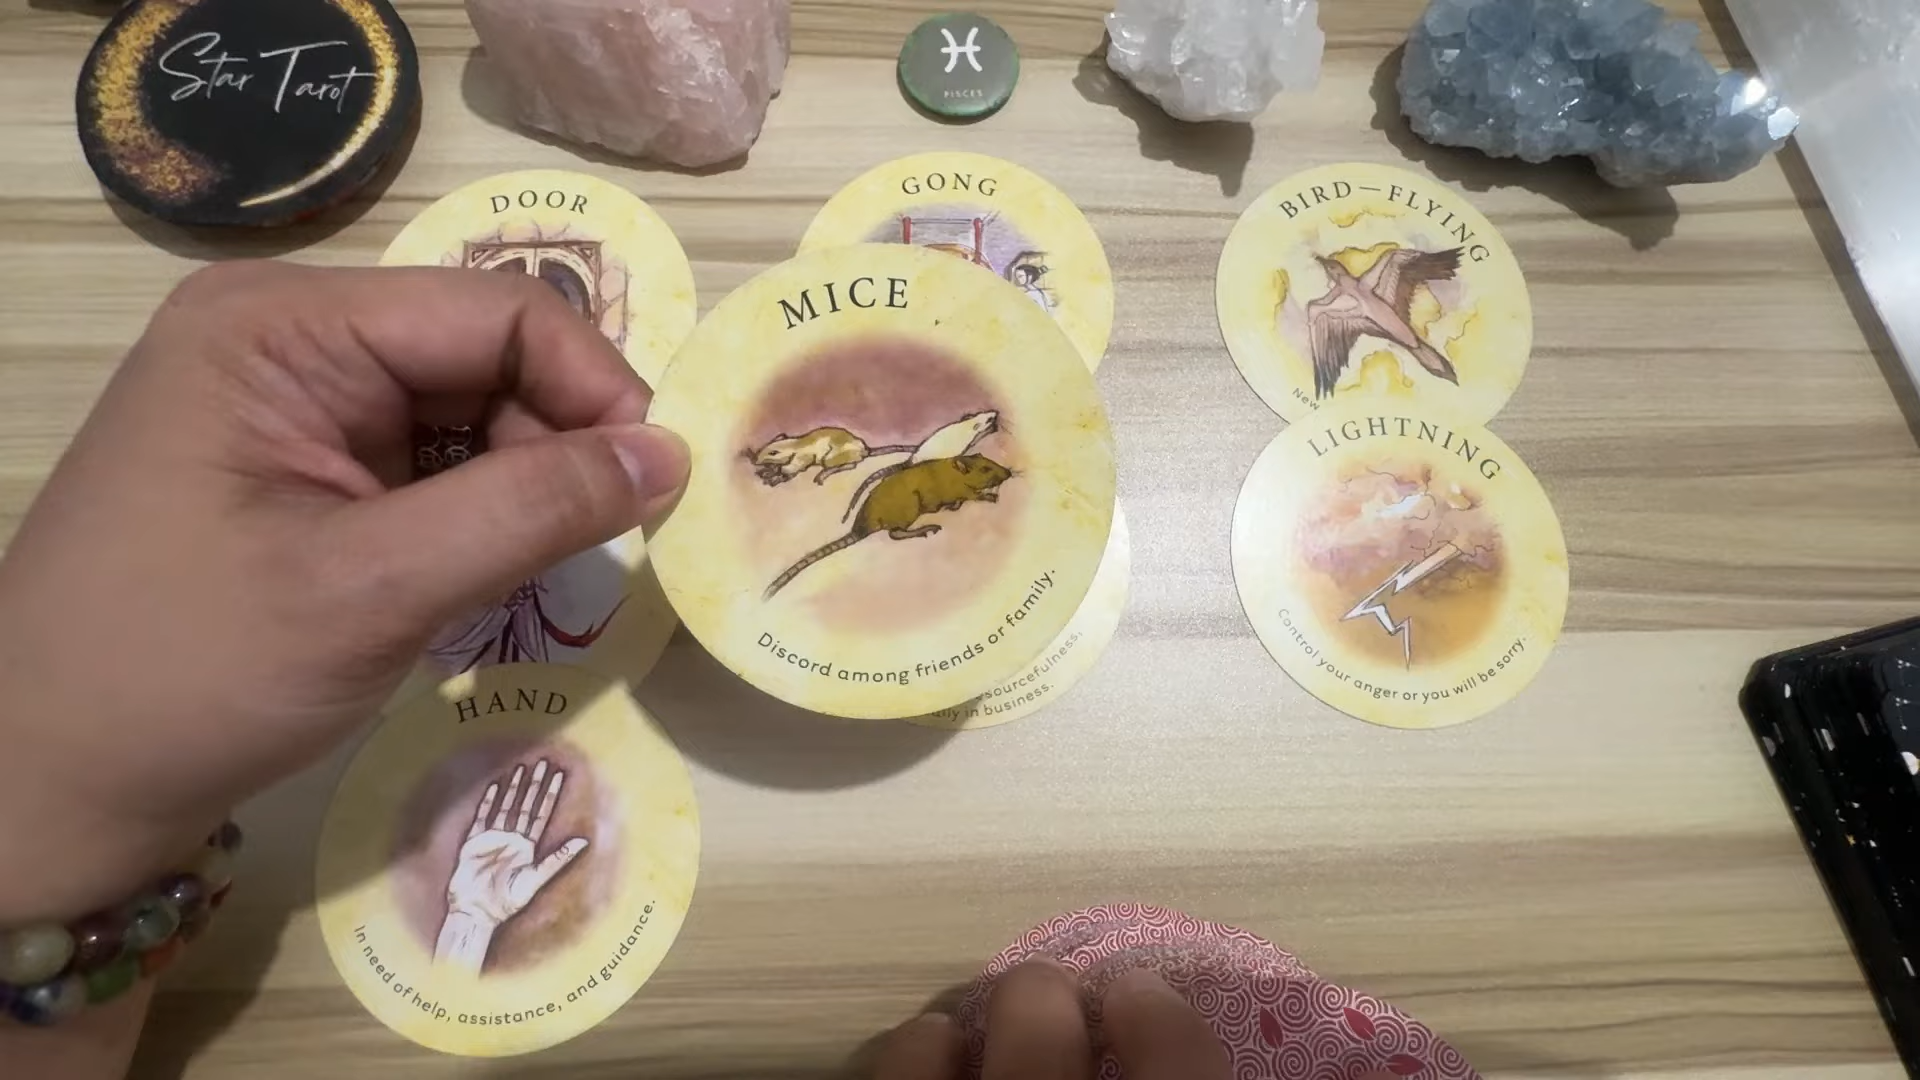 Star Tarot
PISCES
DOOR
GONG
BIRD—FLYING
New
MICE
Discord among friends or family.
LIGHTNING
Control your anger or you will be sorry.
in business.
HAND
In need of help, assistance, and guidance.